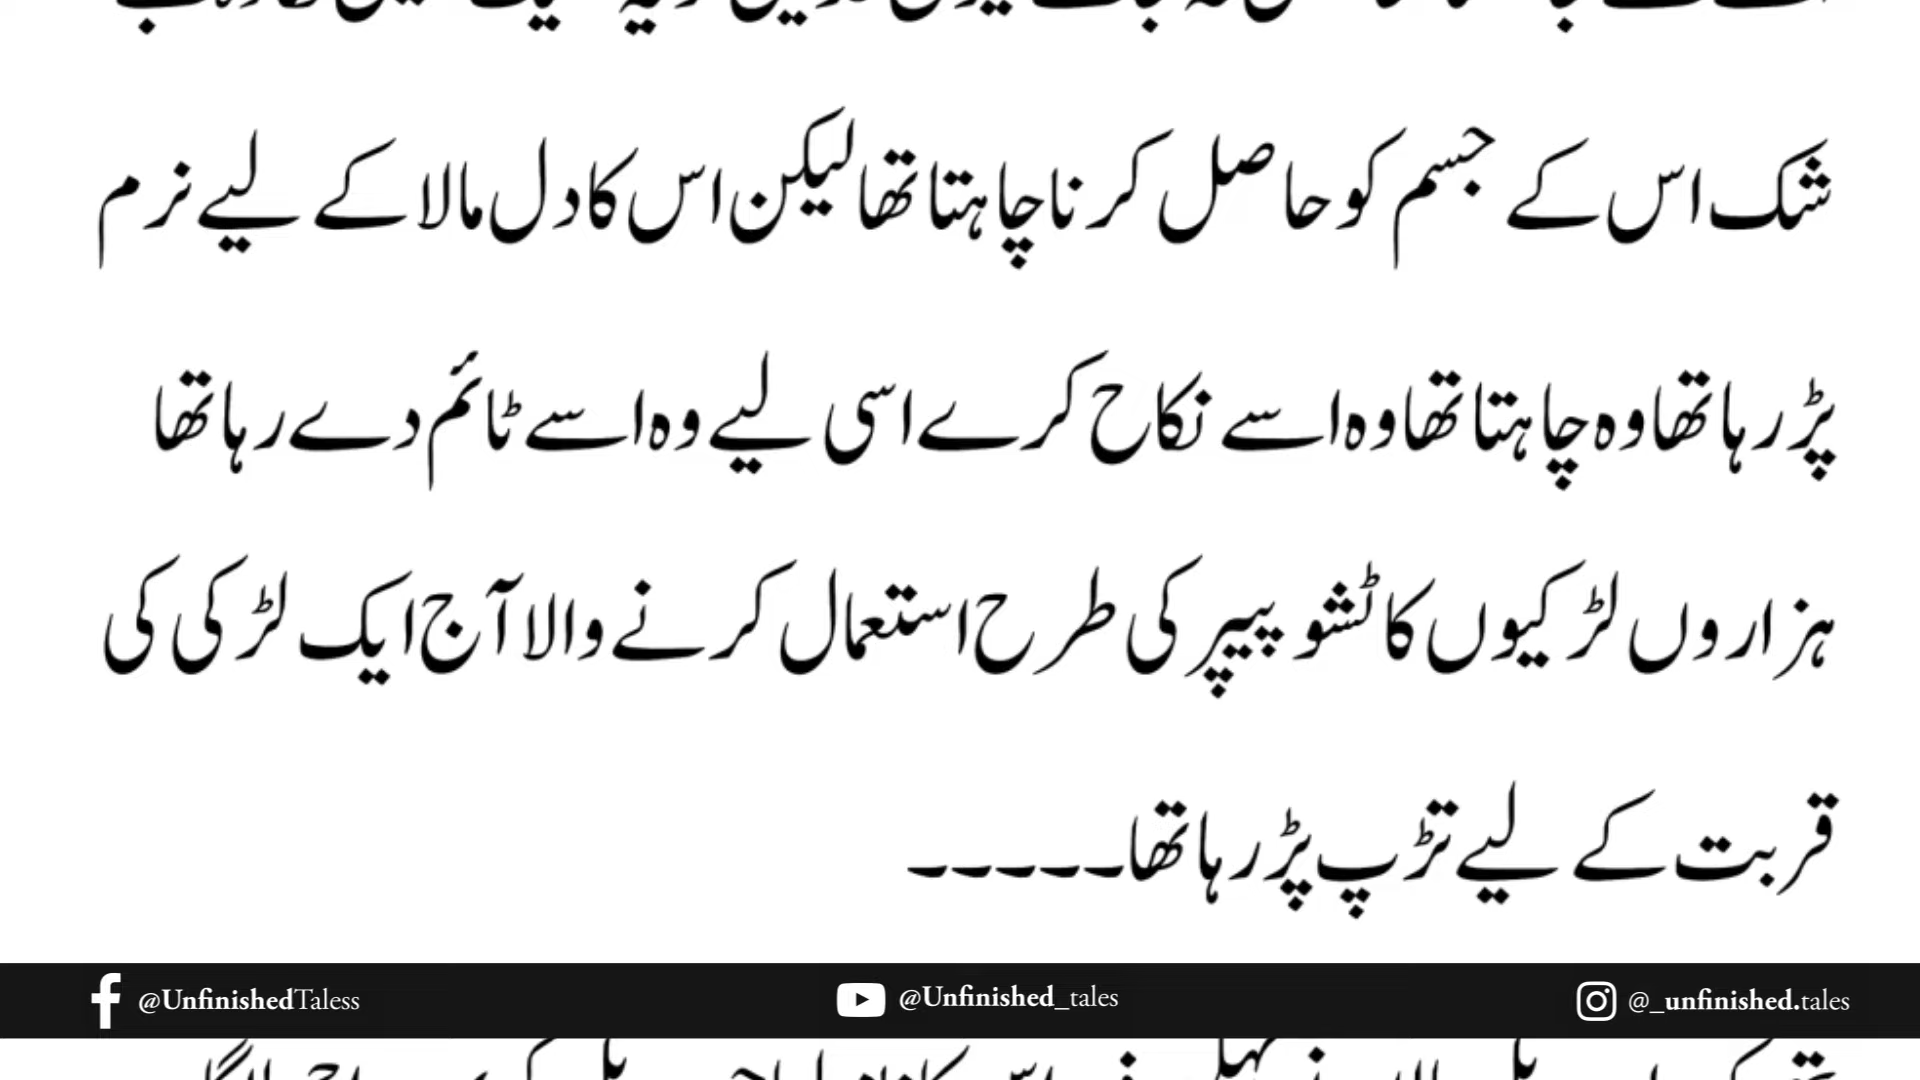 شک اس کے جسم کو حاصل کرنا چاہتا تھا لیکن اس کا دل مالا کے لیے نرم
پڑ رہا تھا وہ چاہتا تھا وہ اسے نکاح کرے اسی لیے وہ اسے ٹائم دے رہا تھا
ہزاروں لڑکیوں کا ٹشو پیپر کی طرح استعمال کرنے والا آج ایک لڑکی کی
قربت کے لیے تڑپ پڑ رہا تھا۔۔۔۔۔
@UnfinishedTaless
@Unfinished_tales
@_unfinished.tales